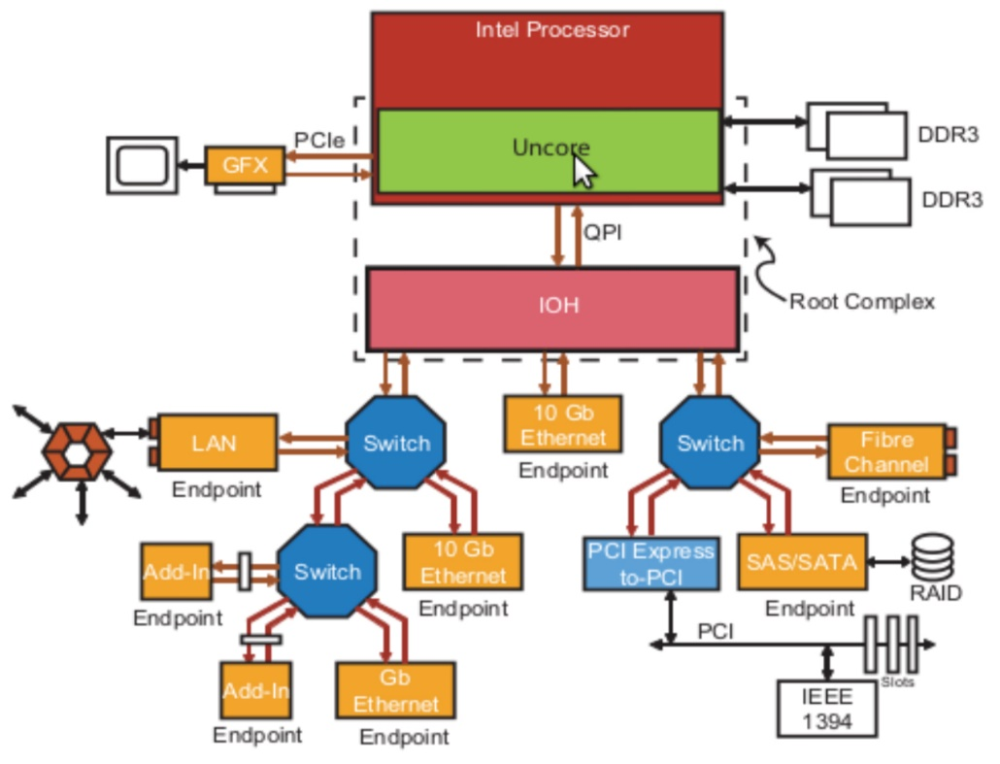 Intel Processor
PCIe
GFX
Uncore
DDR3
DDR3
QPI
IOH
Root Complex
LAN
Endpoint
Switch
10 Gb
Ethernet
Endpoint
Switch
Fibre
Channel
Endpoint
Add-In
Endpoint
Switch
10 Gb
Ethernet
Endpoint
PCI Express
to-PCI
SAS/SATA
Endpoint
RAID
PCI
Slots
Add-In
Endpoint
Gb
Ethernet
Endpoint
IEEE
1394